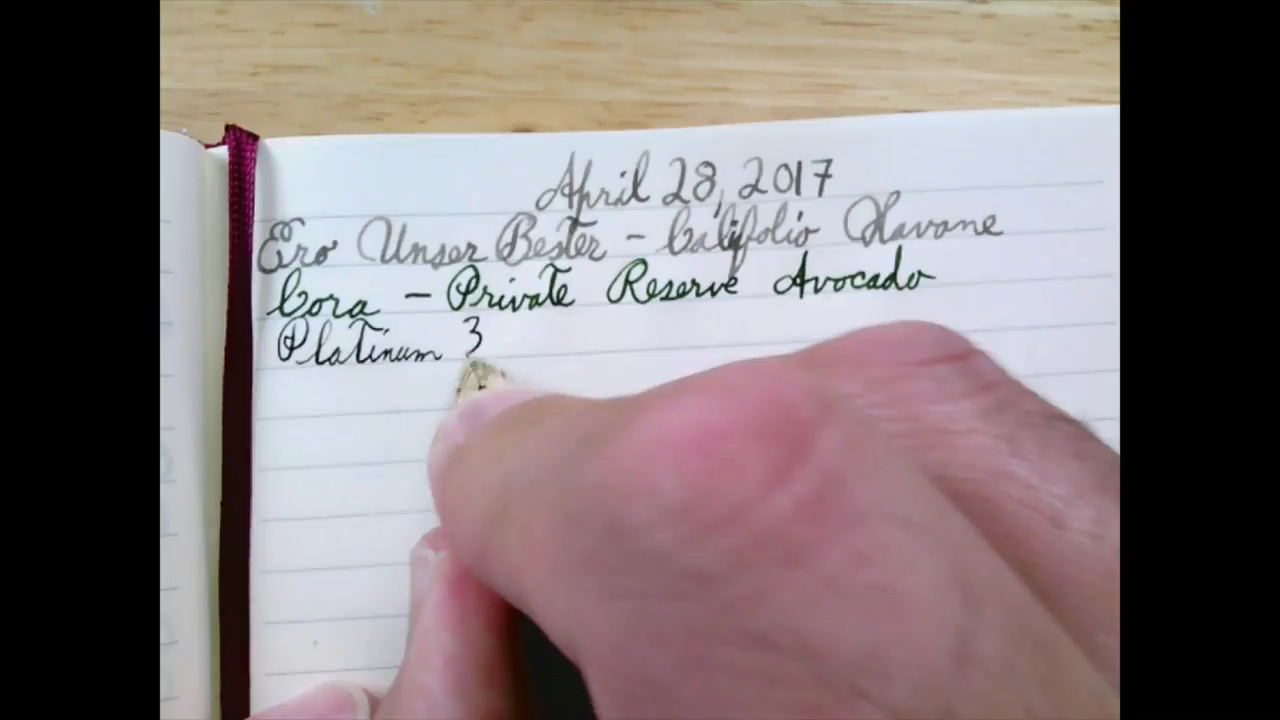 April 28, 2017
Ero Unser Bester - Califolio Havane
Cora - Private Reserve Avocado
Platinum 3